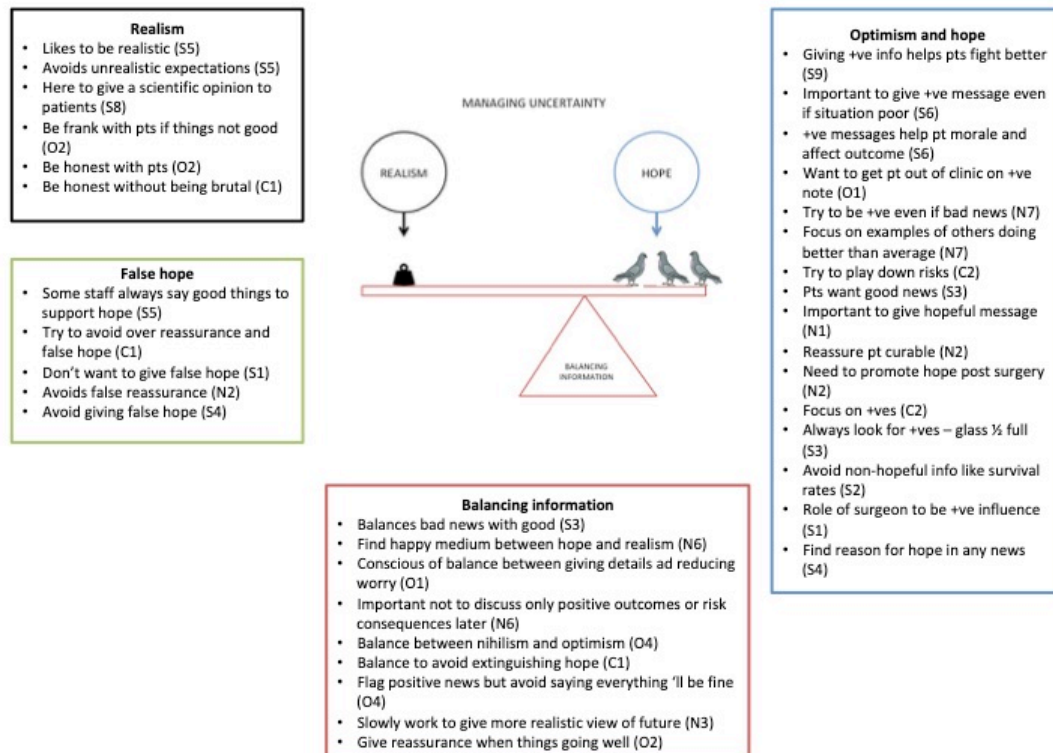 Realism
• Likes to be realistic (S5)
• Avoids unrealistic expectations (S5)
• Here to give a scientific opinion to
patients (S8)
• Be frank with pts if things not good
(O2)
• Be honest with pts (O2)
• Be honest without being brutal (C1)
False hope
• Some staff always say good things to
support hope (S5)
• Try to avoid over reassurance and
false hope (C1)
• Don't want to give false hope (S1)
• Avoids false reassurance (N2)
• Avoid giving false hope (S4)
MANAGING UNCERTAINTY
REALISM
HOPE
BALANCING
INFORMATION
Balancing information
• Balances bad news with good (S3)
• Find happy medium between hope and realism (N6)
• Conscious of balance between giving details ad reducing
worry (O1)
• Important not to discuss only positive outcomes or risk
consequences later (N6)
• Balance between nihilism and optimism (O4)
• Balance to avoid extinguishing hope (C1)
• Flag positive news but avoid saying everything 'll be fine
(O4)
• Slowly work to give more realistic view of future (N3)
• Give reassurance when things going well (O2)
Optimism and hope
• Giving +ve info helps pts fight better
(S9)
• Important to give +ve message even
if situation poor (S6)
• +ve messages help pt morale and
affect outcome (S6)
• Want to get pt out of clinic on +ve
note (O1)
• Try to be +ve even if bad news (N7)
• Focus on examples of others doing
better than average (N7)
• Try to play down risks (C2)
• Pts want good news (S3)
• Important to give hopeful message
(N1)
• Reassure pt curable (N2)
• Need to promote hope post surgery
(N2)
• Focus on +ves (C2)
• Always look for +ves – glass ½ full
(S3)
• Avoid non-hopeful info like survival
rates (S2)
• Role of surgeon to be +ve influence
(S1)
• Find reason for hope in any news
(S4)